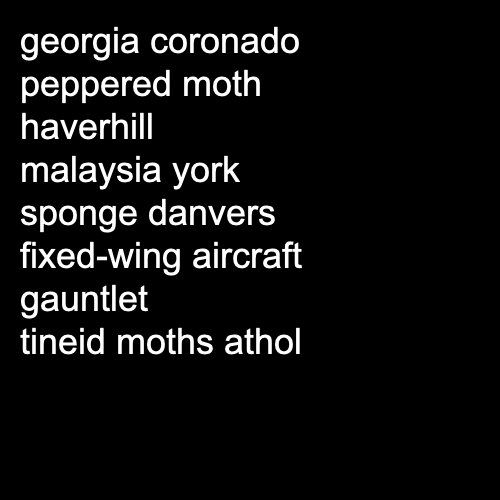 georgia coronado
peppered moth
haverhill
malaysia york
sponge danvers
fixed-wing aircraft
gauntlet
tineid moths athol